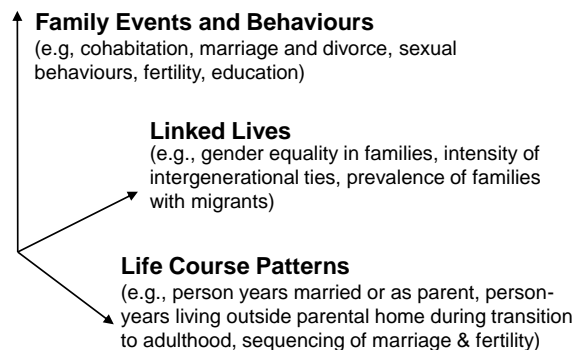 Family Events and Behaviours
(e.g, cohabitation, marriage and divorce, sexual
behaviours, fertility, education)
Linked Lives
(e.g., gender equality in families, intensity of
intergenerational ties, prevalence of families
with migrants)
Life Course Patterns
(e.g., person years married or as parent, person-
years living outside parental home during transition
to adulthood, sequencing of marriage & fertility)